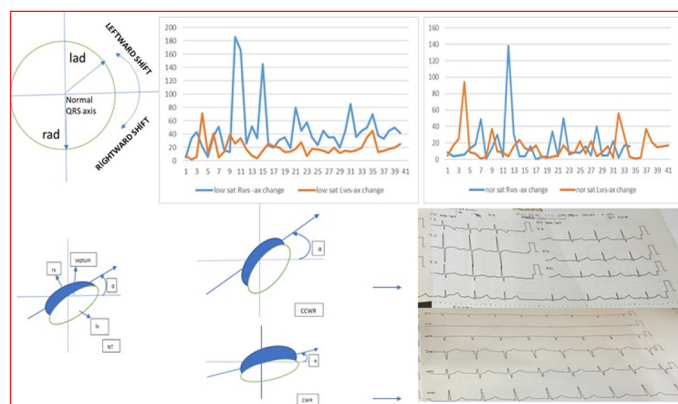 lad
Normal
QRS axis
rad
LEFTWARD SHIFT
RIGHTWARD SHIFT
200
180
160
140
120
100
80
60
40
20
0
1 3 5 7 9 11 13 15 17 19 21 23 25 27 29 31 33 35 37 39 41
low sat Rws -ax change low sat Lws-ax change
160
140
120
100
80
60
40
20
0
1 3 5 7 9 11 13 15 17 19 21 23 25 27 29 31 33 35 37 39 41
nor sat Rws -ax change nor sat Lws-ax change
septum
rv
α
lv
NT
α
CCWR
CWR